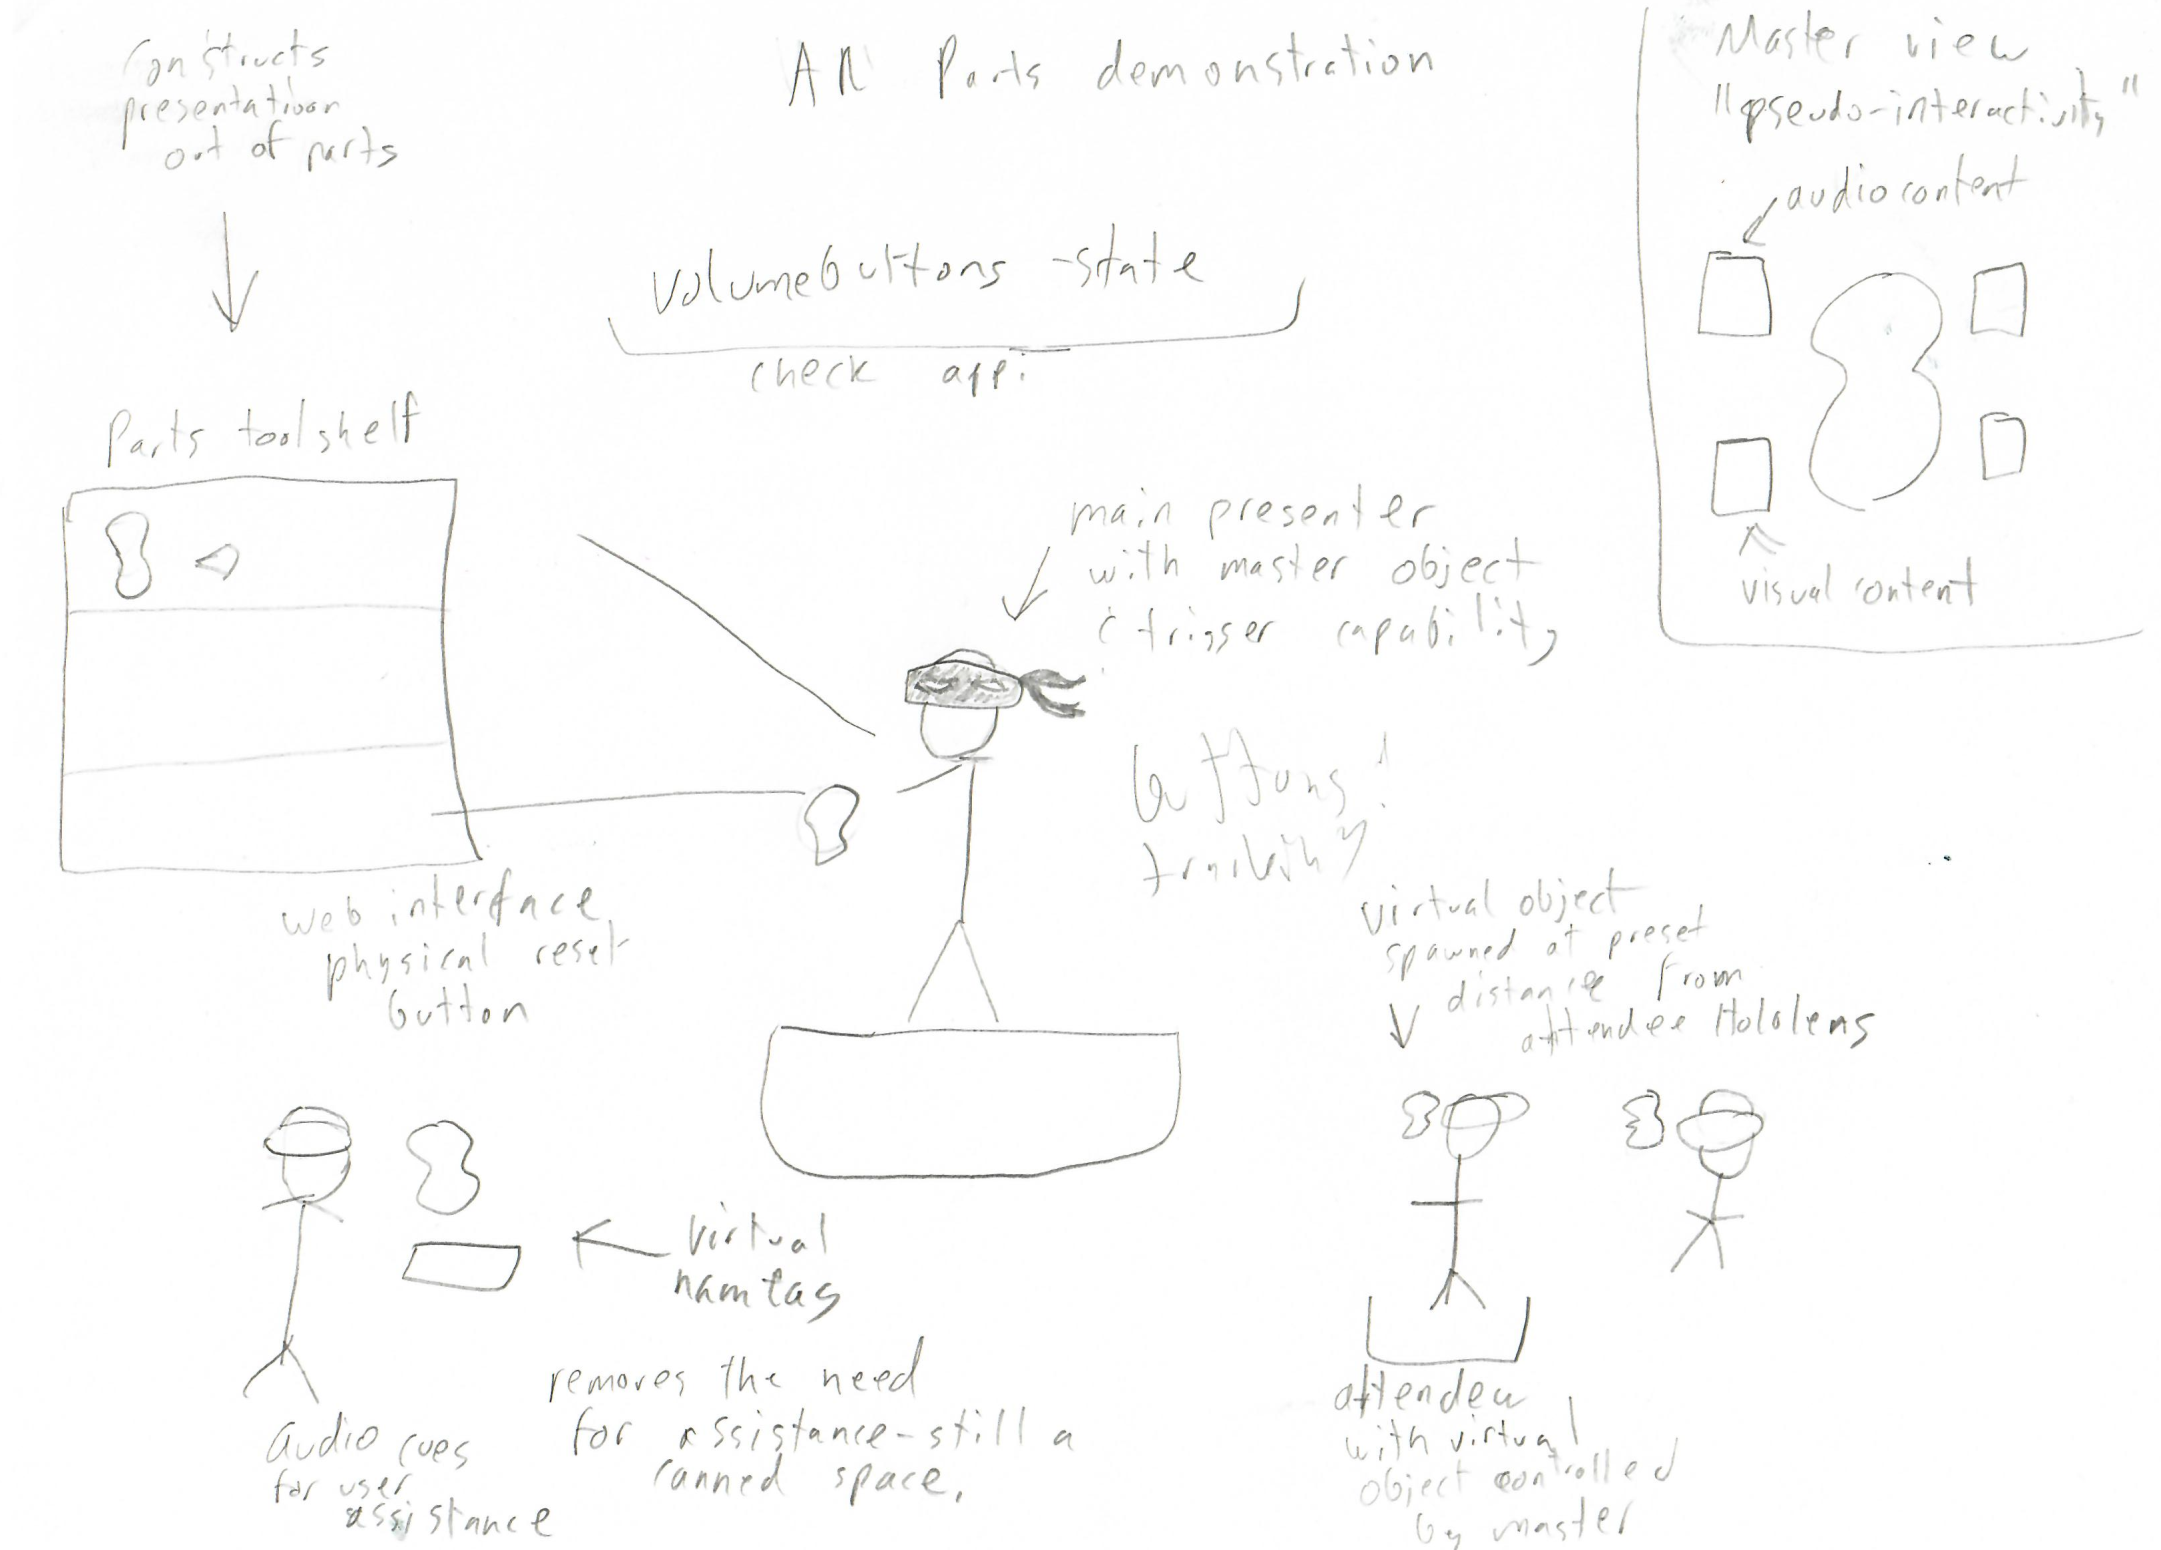 Constructs
presentatioon
out of parts
AR Parts demonstration
Master view
"pseudo-interactivity"
audio content
visual content
Volumebuttons -state
check app:
Parts toolshelf
main presenter
with master object
& trigger capability
buttons!
web interface,
physical reset
button
virtual object
spawned at preset
distance from
attendee Hololens
virtual
namtag
removes the need
for assistance-still a
canned space.
audio cues
for user
assistance
attendee
with virtual
object controlled
by master